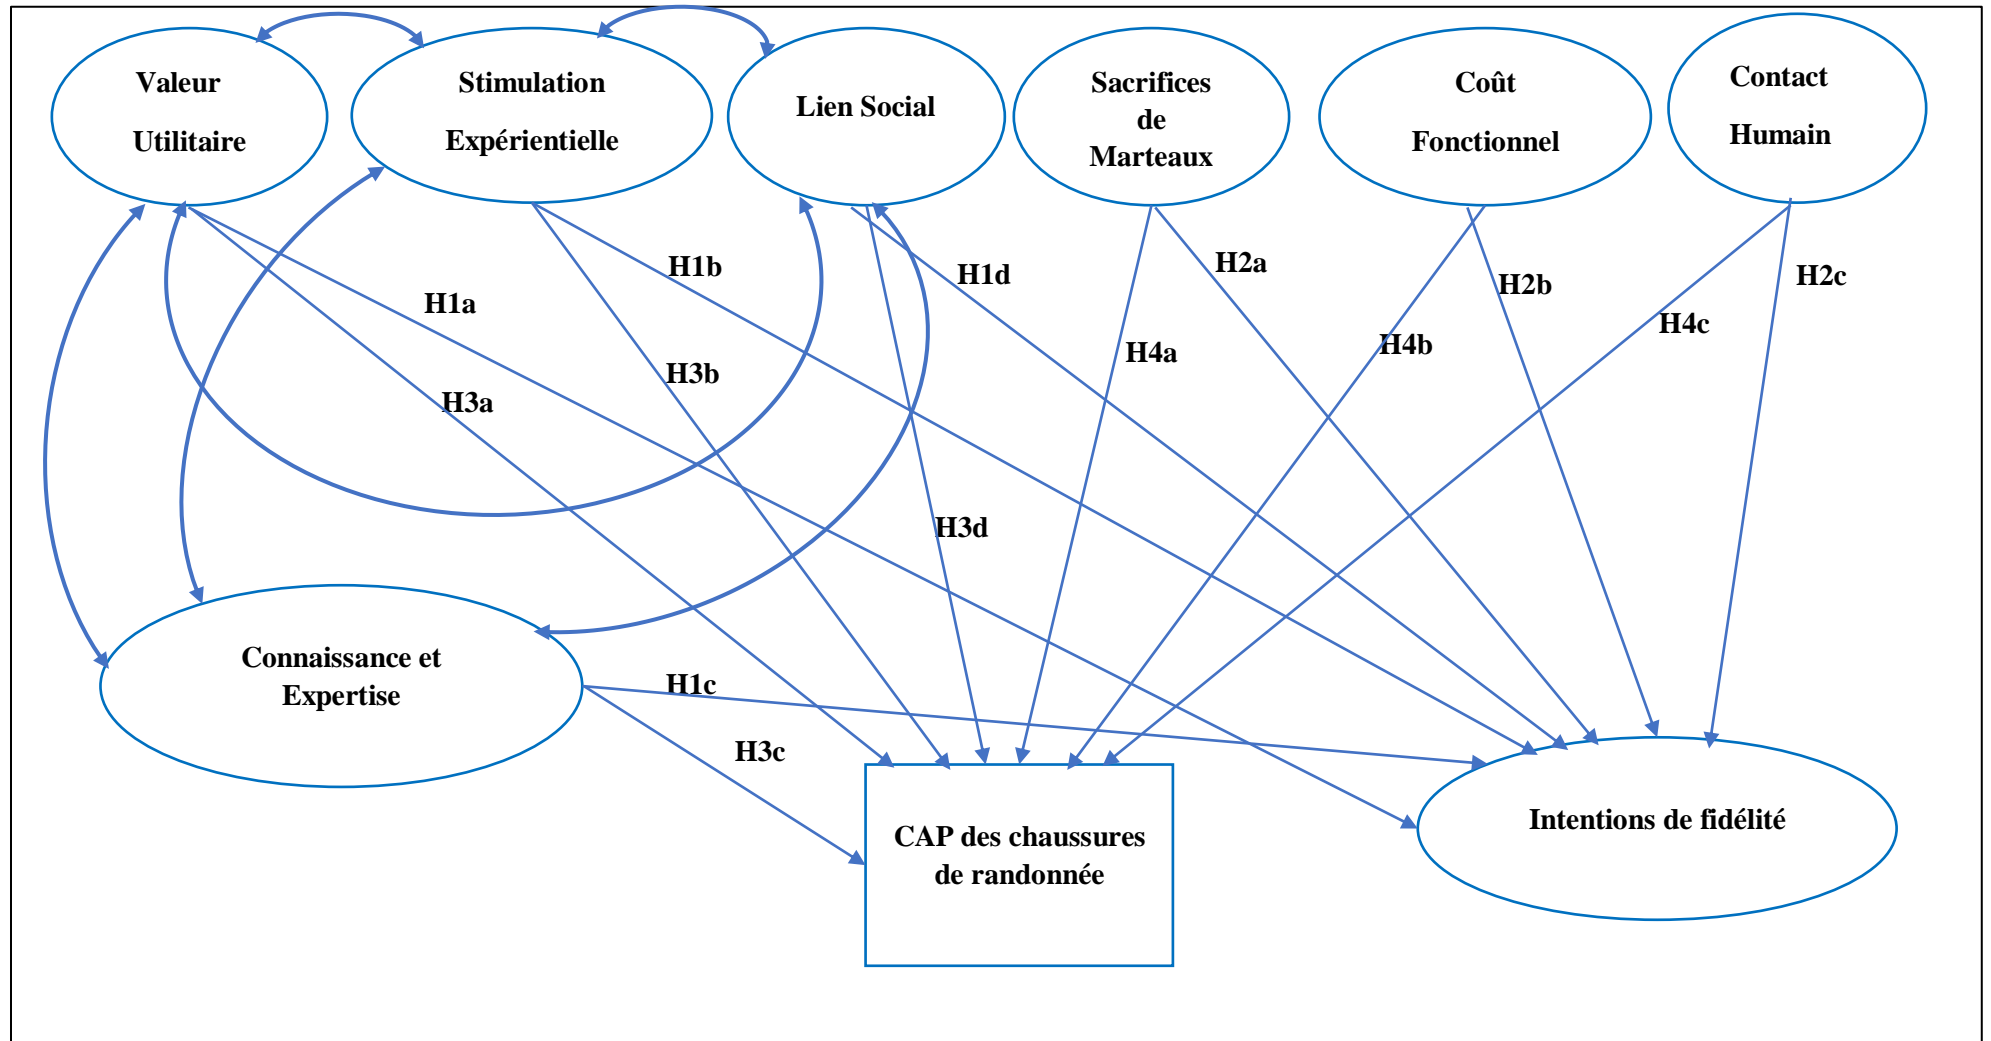 Valeur
Utilitaire
Stimulation
Expérientielle
Lien Social
Sacrifices
de
Marteaux
Coût
Fonctionnel
Contact
Humain
H1a
H1b
H1d
H2a
H2b
H2c
H3a
H3b
H4a
H4b
H4c
H3d
Connaissance et
Expertise
H1c
H3c
CAP des chaussures
de randonnée
Intentions de fidélité